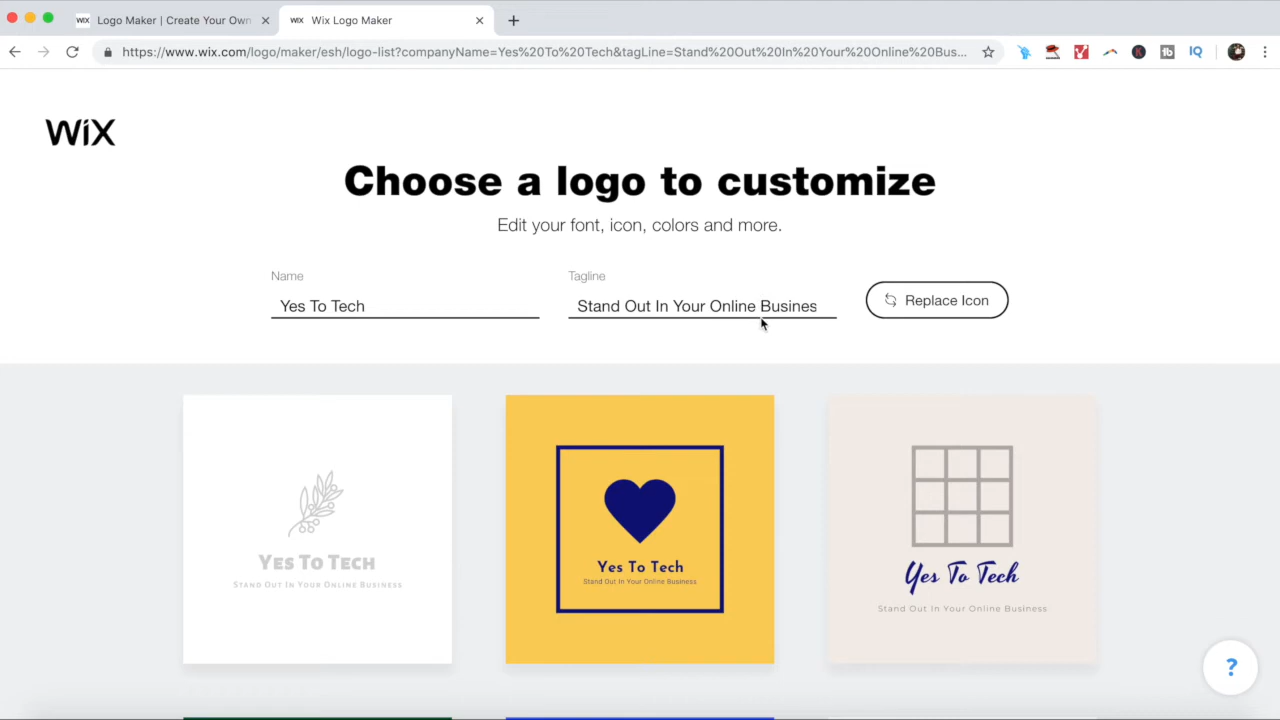 WIX Logo Maker | Create Your Own
WIX Wix Logo Maker
https://www.wix.com/logo/maker/esh/logo-list?companyName=Yes%20To%20Tech&tagLine=Stand%20Out%20In%20Your%20Online%20Bus...
K tb IQ
WiX
Choose a logo to customize
Edit your font, icon, colors and more.
Name
Tagline
Yes To Tech
Stand Out In Your Online Busines
Replace Icon
Yes To Tech
Stand Out In Your Online Business
Yes To Tech
Stand Out In Your Online Business
Yes To Tech
Stand Out In Your Online Business
?